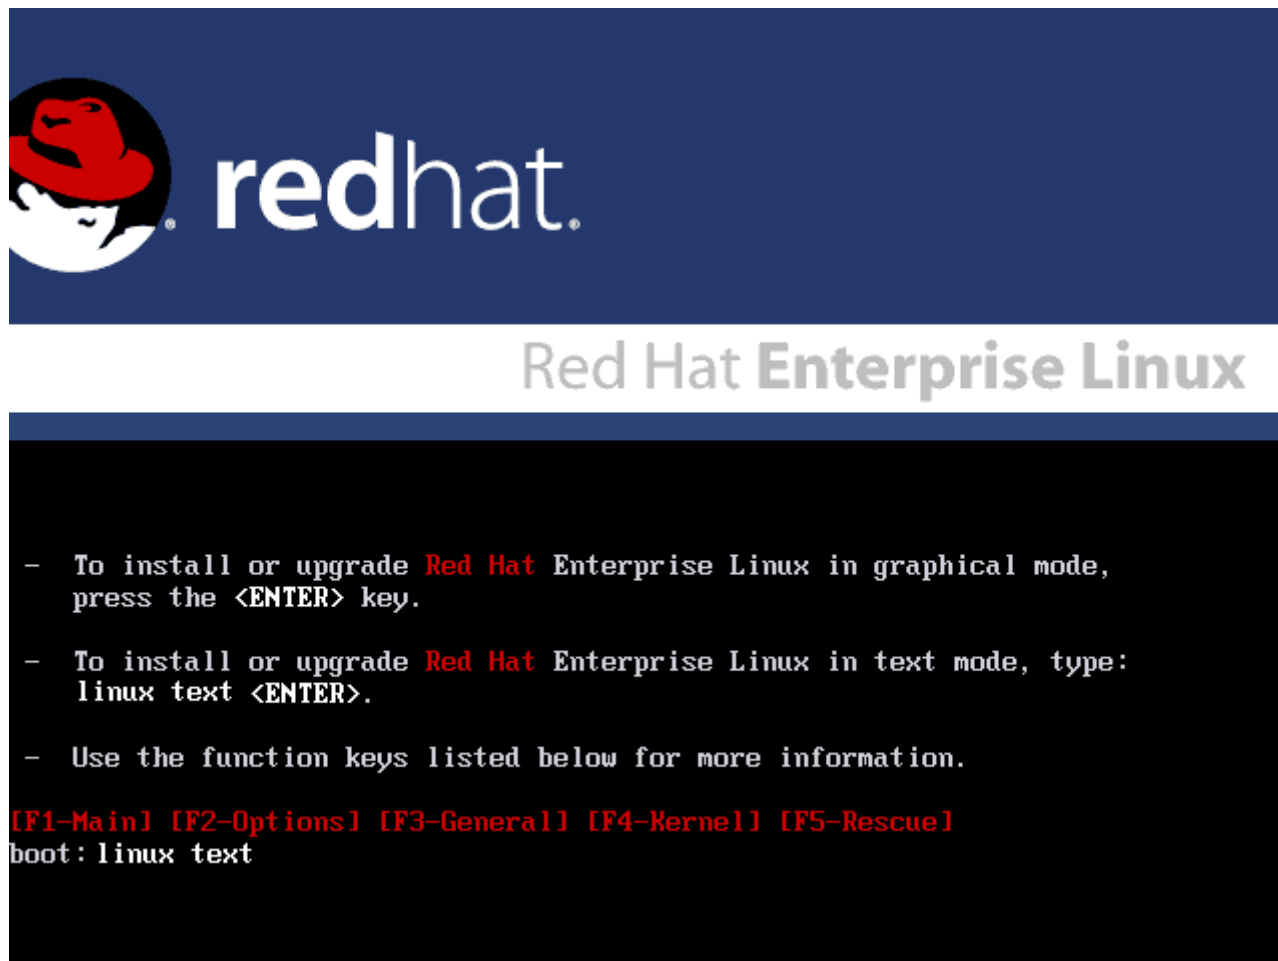 redhat.
Red Hat Enterprise Linux
- To install or upgrade Red Hat Enterprise Linux in graphical mode,
press the <ENTER> key.
- To install or upgrade Red Hat Enterprise Linux in text mode, type:
linux text <ENTER>.
- Use the function keys listed below for more information.
[F1-Main] [F2-Options] [F3-General] [F4-Kernel] [F5-Rescue]
boot: linux text